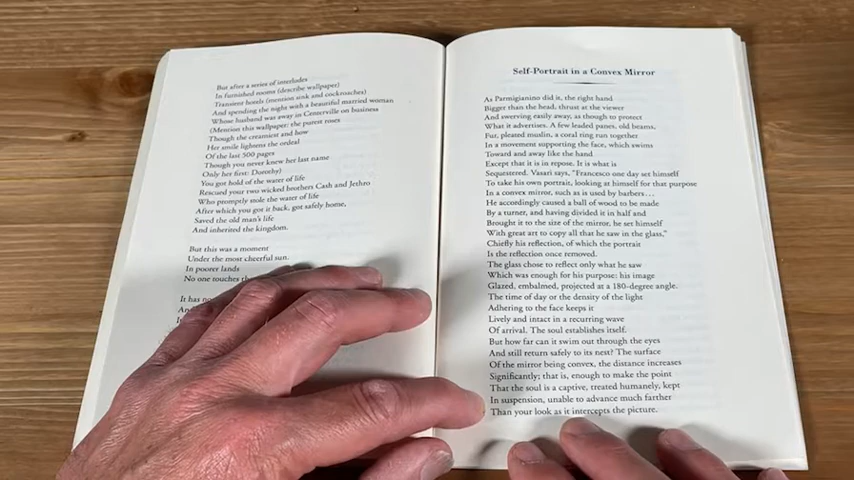 But after a series of interludes
In furnished rooms (describe wallpaper)
Transient hotels (mention sink and cockroaches)
And spending the night with a beautiful married woman
Whose husband was away in Centerville on business
(Mention this wallpaper: the purest roses
Though the creamiest and how
Her smile lightens the ordeal
Of the last 500 pages
Though you never knew her last name
Only her first: Dorothy)
You got hold of the water of life
Rescued your two wicked brothers Cash and Jethro
Who promptly stole the water of life
After which you got it back, got safely home,
Saved the old man's life
And inherited the kingdom.
But this was a moment
Under the most cheerful sun.
In poorer lands
No one touches the
It has no
Self-Portrait in a Convex Mirror
As Parmigianino did it, the right hand
Bigger than the head, thrust at the viewer
And swerving easily away, as though to protect
What it advertises. A few leaded panes, old beams,
Fur, pleated muslin, a coral ring run together
In a movement supporting the face, which swims
Toward and away like the hand
Except that it is in repose. It is what is
Sequestered. Vasari says, "Francesco one day set himself
To take his own portrait, looking at himself for that purpose
In a convex mirror, such as is used by barbers . . .
He accordingly caused a ball of wood to be made
By a turner, and having divided it in half and
Brought it to the size of the mirror, he set himself
With great art to copy all that he saw in the glass,"
Chiefly his reflection, of which the portrait
Is the reflection once removed.
The glass chose to reflect only what he saw
Which was enough for his purpose: his image
Glazed, embalmed, projected at a 180-degree angle.
The time of day or the density of the light
Adhering to the face keeps it
Lively and intact in a recurring wave
Of arrival. The soul establishes itself.
But how far can it swim out through the eyes
And still return safely to its nest? The surface
Of the mirror being convex, the distance increases
Significantly; that is, enough to make the point
That the soul is a captive, treated humanely, kept
In suspension, unable to advance much farther
Than your look as it intercepts the picture.